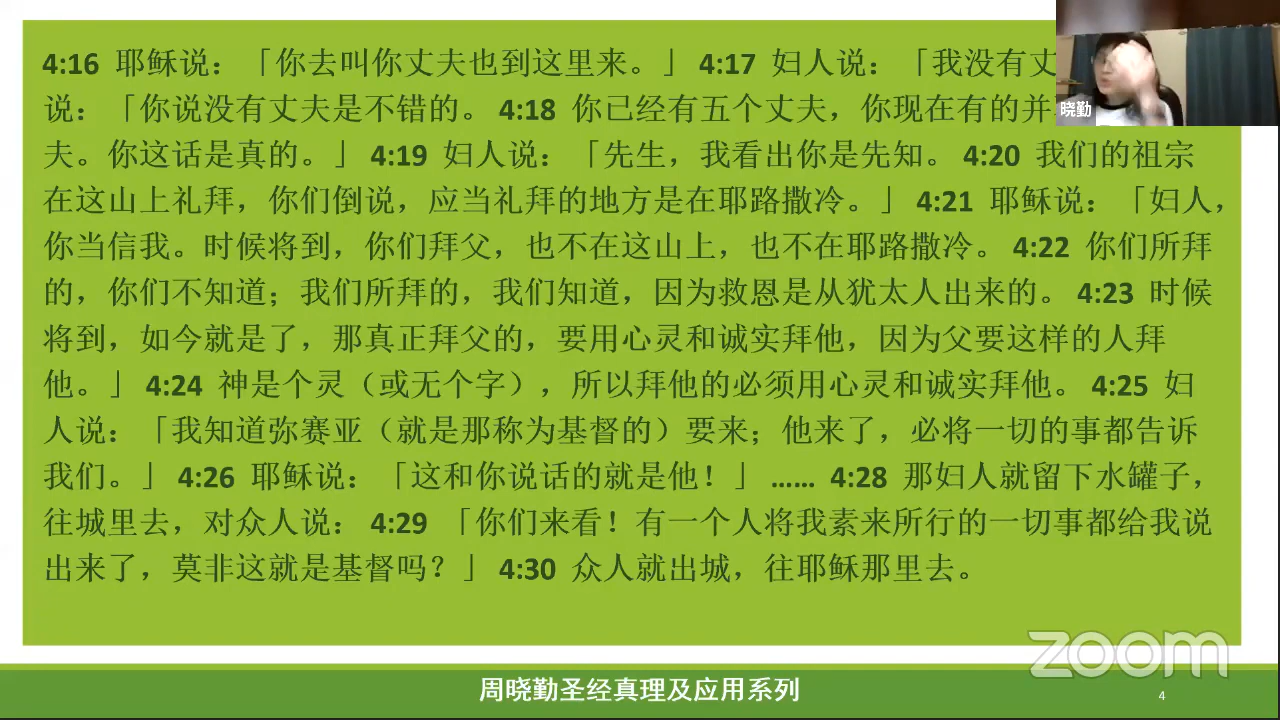 4:16 耶稣说：「你去叫你丈夫也到这里来。」 4:17 妇人说：「我没有丈
说：「你说没有丈夫是不错的。 4:18 你已经有五个丈夫，你现在有的并
夫。你这话是真的。」 4:19 妇人说：「先生，我看出你是先知。 4:20 我们的祖宗
在这山上礼拜，你们倒说，应当礼拜的地方是在耶路撒冷。」 4:21 耶稣说：「妇人，
你当信我。时候将到，你们拜父，也不在这山上，也不在耶路撒冷。 4:22 你们所拜
的，你们不知道；我们所拜的，我们知道，因为救恩是从犹太人出来的。 4:23 时候
将到，如今就是了，那真正拜父的，要用心灵和诚实拜他，因为父要这样的人拜
他。」 4:24 神是个灵（或无个字），所以拜他的必须用心灵和诚实拜他。 4:25 妇
人说：「我知道弥赛亚（就是那称为基督的）要来；他来了，必将一切的事都告诉
我们。」 4:26 耶稣说：「这和你说话的就是他！」 …… 4:28 那妇人就留下水罐子，
往城里去，对众人说： 4:29 「你们来看！有一个人将我素来所行的一切事都给我说
出来了，莫非这就是基督吗？」 4:30 众人就出城，往耶稣那里去。
晓勤
zoom
周晓勤圣经真理及应用系列
4